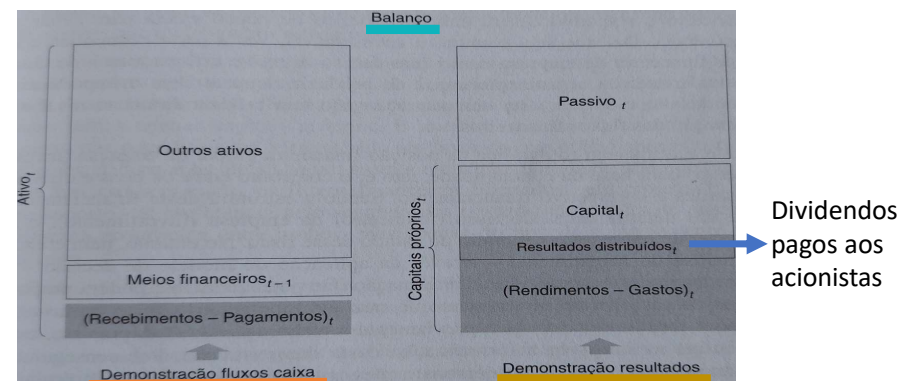 Balanço
Ativo t
Outros ativos
Meios financeiros t−1
(Recebimentos – Pagamentos) t
Demonstracão fluxos caixa
Passivo t
Capitais próprios t
Capital t
Resultados distribuídos t
(Rendimentos – Gastos) t
Demonstração resultados
Dividendos
pagos aos
acionistas